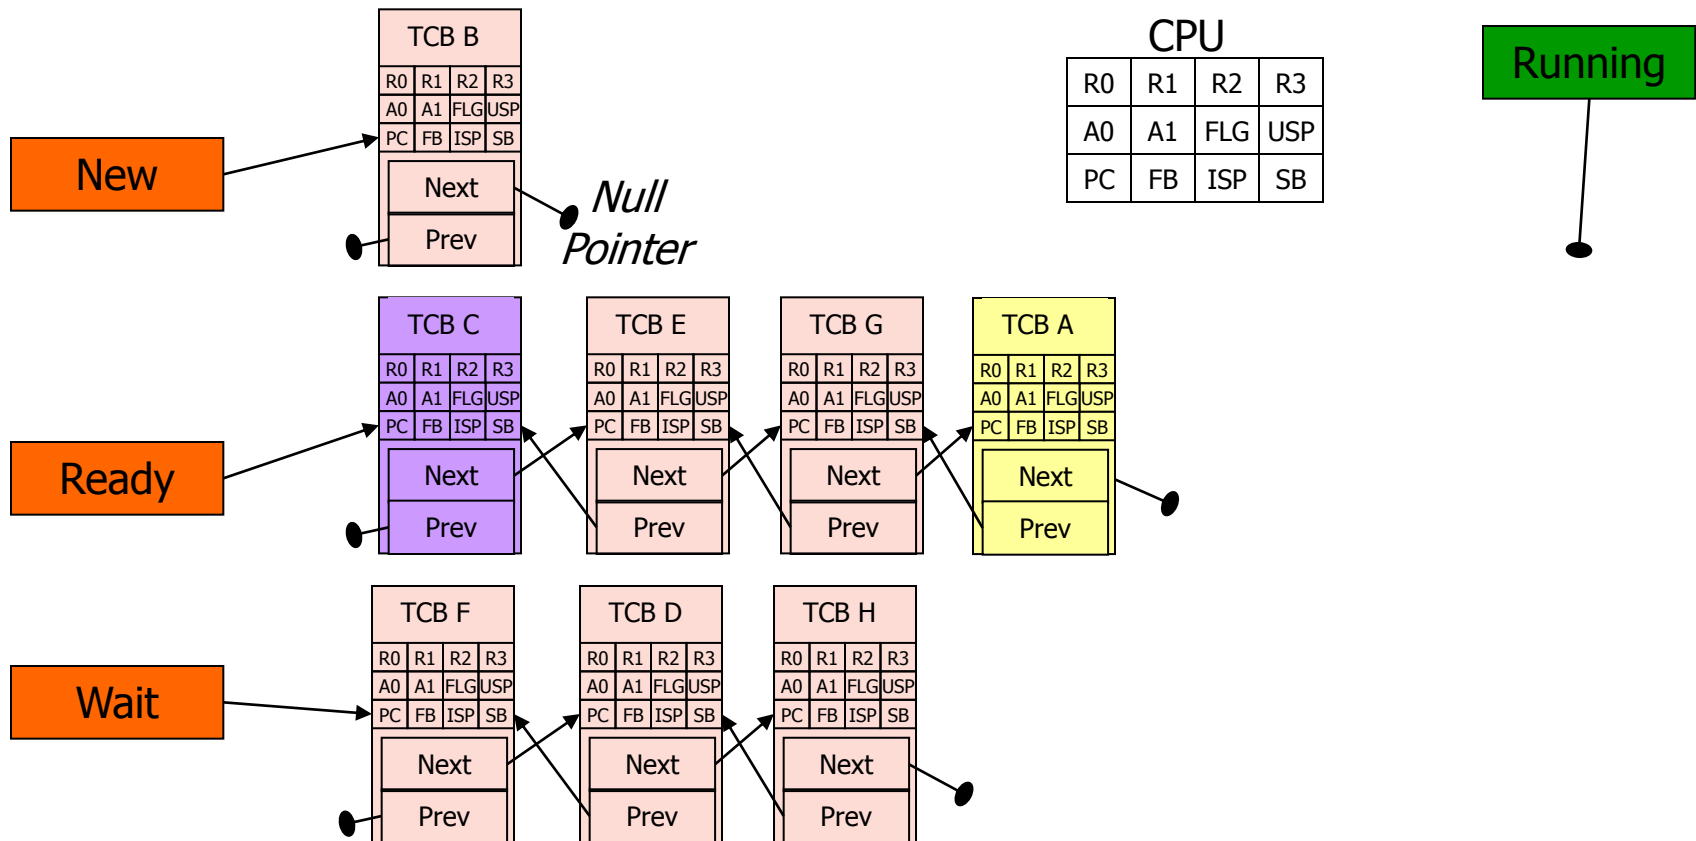 TCB B
R0 R1 R2 R3
A0 A1 FLG USP
PC FB ISP SB
Next
Prev
New
Null
Pointer
CPU
R0 R1 R2 R3
A0 A1 FLG USP
PC FB ISP SB
Running
Ready
TCB C
R0 R1 R2 R3
A0 A1 FLG USP
PC FB ISP SB
Next
Prev
TCB E
R0 R1 R2 R3
A0 A1 FLG USP
PC FB ISP SB
Next
Prev
TCB G
R0 R1 R2 R3
A0 A1 FLG USP
PC FB ISP SB
Next
Prev
TCB A
R0 R1 R2 R3
A0 A1 FLG USP
PC FB ISP SB
Next
Prev
Wait
TCB F
R0 R1 R2 R3
A0 A1 FLG USP
PC FB ISP SB
Next
Prev
TCB D
R0 R1 R2 R3
A0 A1 FLG USP
PC FB ISP SB
Next
Prev
TCB H
R0 R1 R2 R3
A0 A1 FLG USP
PC FB ISP SB
Next
Prev